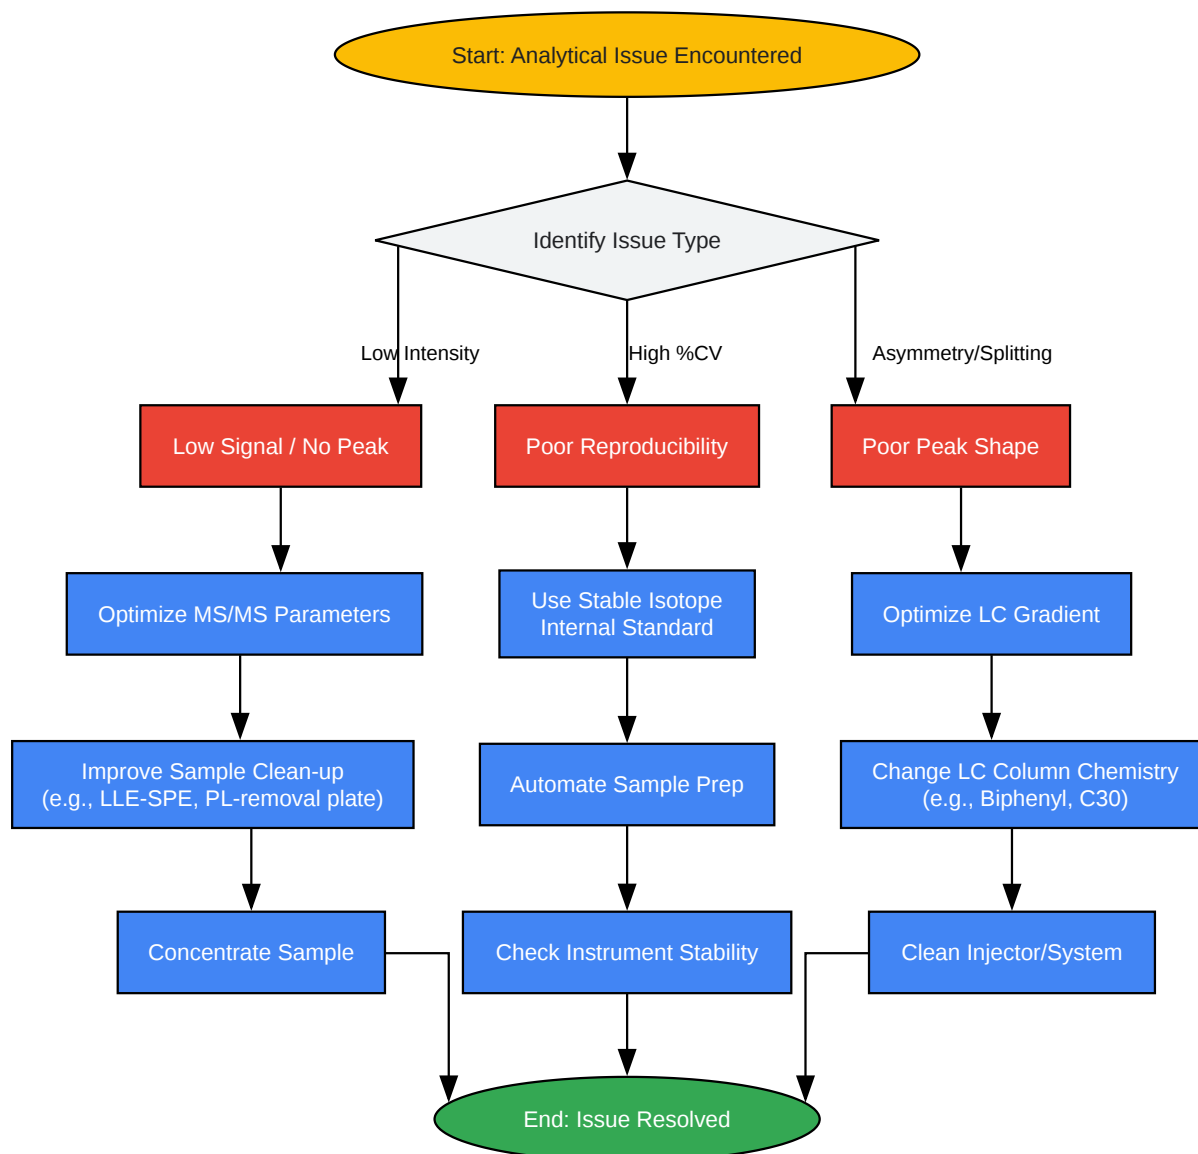 Start: Analytical Issue Encountered
Identify Issue Type
Low Intensity
High %CV
Asymmetry/Splitting
Low Signal / No Peak
Poor Reproducibility
Poor Peak Shape
Optimize MS/MS Parameters
Use Stable Isotope
Internal Standard
Optimize LC Gradient
Improve Sample Clean-up
(e.g., LLE-SPE, PL-removal plate)
Automate Sample Prep
Change LC Column Chemistry
(e.g., Biphenyl, C30)
Concentrate Sample
Check Instrument Stability
Clean Injector/System
End: Issue Resolved